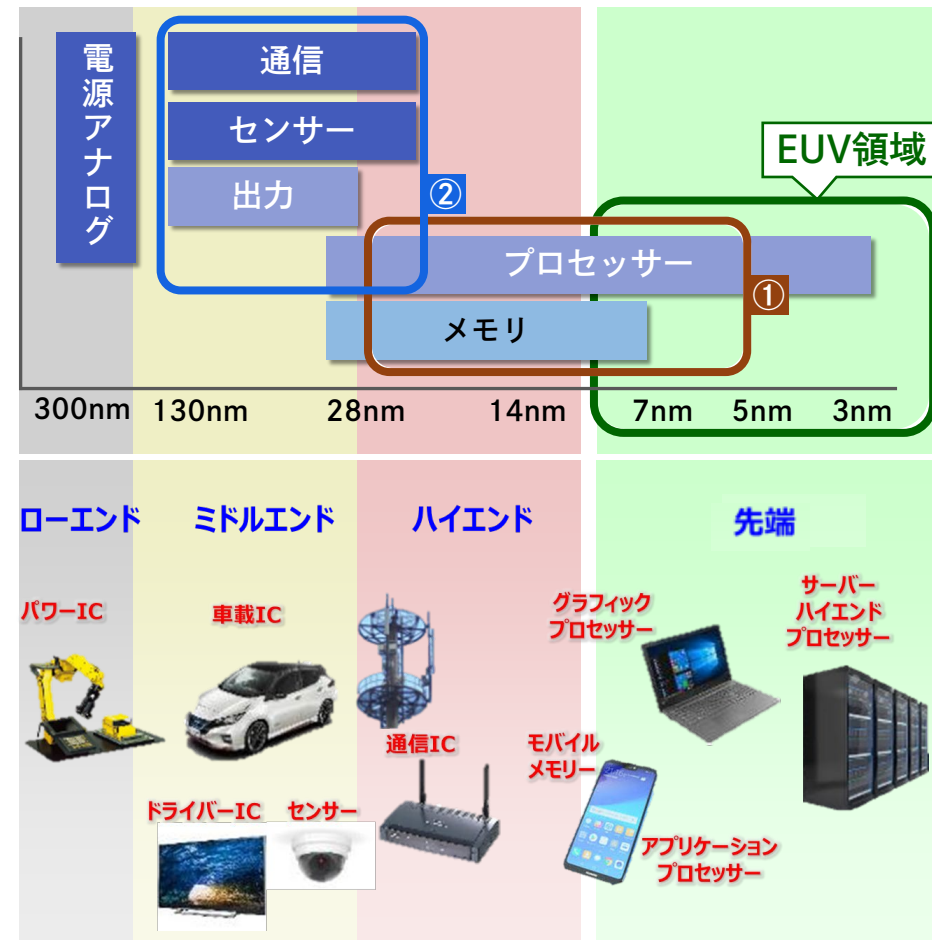 電源アナログ
通信
センサー
出力
②
EUV領域
プロセッサー
①
メモリ
300nm 130nm 28nm 14nm 7nm 5nm 3nm
ローエンド ミドルエンド ハイエンド 先端
パワーIC
車載IC
グラフィック
プロセッサー
サーバー
ハイエンド
プロセッサー
通信IC
モバイル
メモリー
ドライバーIC
センサー
アプリケーション
プロセッサー